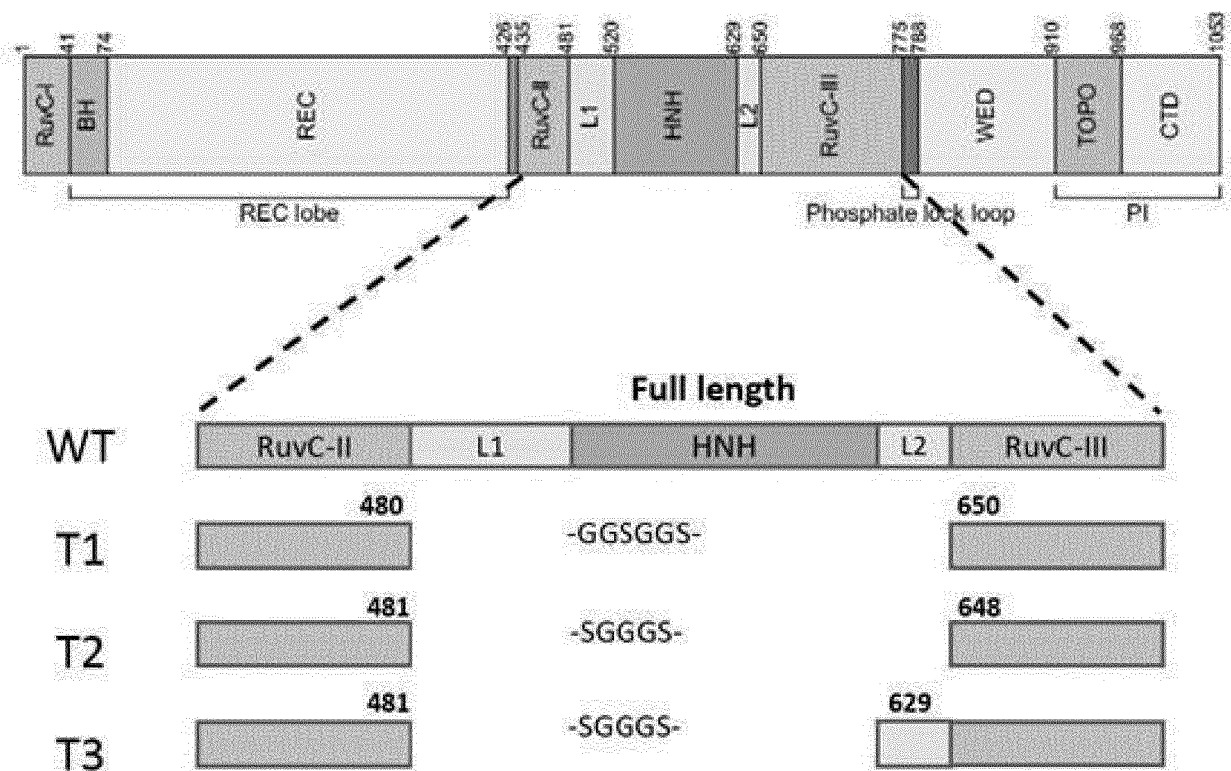 1 41 74 426 435 481 520 629 650 775 788 910 968 1053
RuvC-I BH REC RuvC-II L1 HNH L2 RuvC-III WED TOPO CTD
REC lobe Phosphate lock loop PI
Full length
WT RuvC-II L1 HNH L2 RuvC-III
480 650
T1 -GGSGGS-
481 648
T2 -SGGGS-
481 629
T3 -SGGGS-